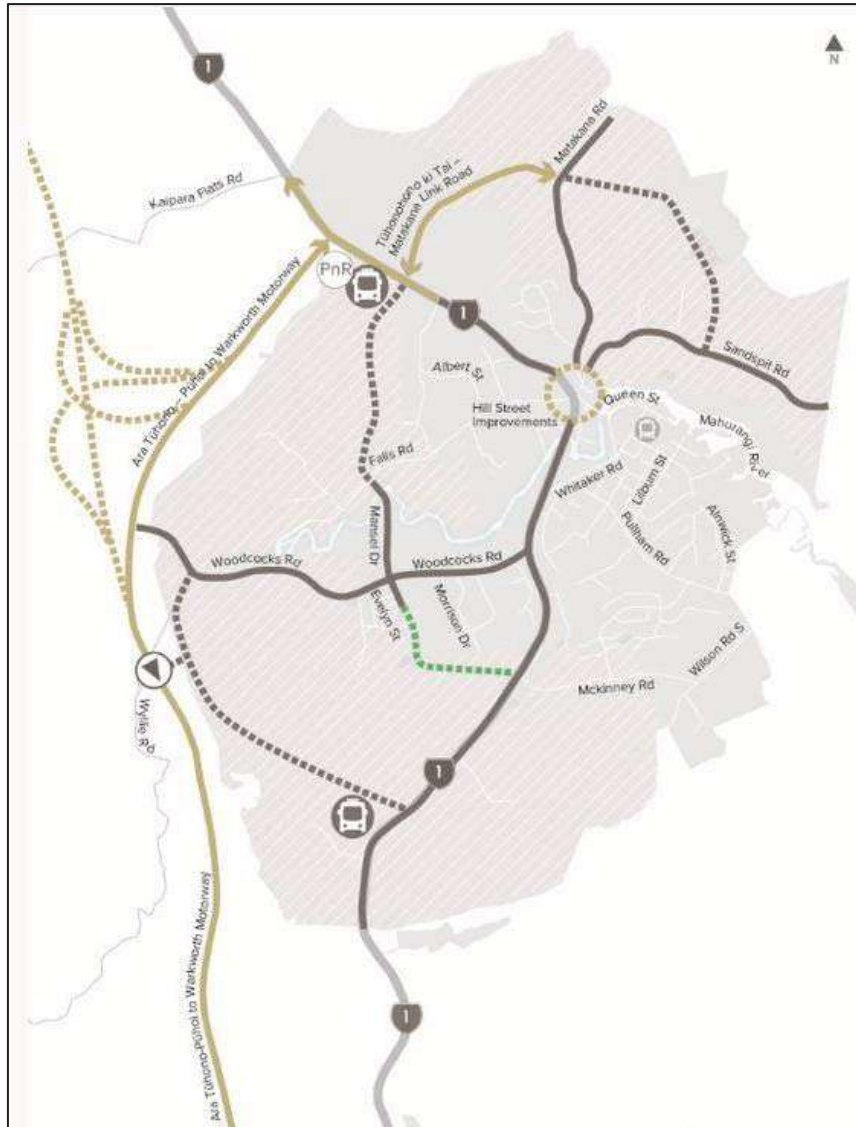 1
N
Matakana Rd
Kaipara Flats Rd
Tūhonohono ki Tai –
Matakana Link Road
PnR
Ara Tūhono – Pūhoi to Warkworth Motorway
1
Albert St
Sandspit Rd
Hill Street
Improvements
Queen St
Mahurangi River
Falls Rd
Whitaker Rd
Lilburn St
Pulham Rd
Alnwick St
Mansel Dr
Woodcocks Rd
Woodcocks Rd
Evelyn St
Morrison Dr
Wilson Rd S
Mckinney Rd
Wyllie Rd
1
Ara Tūhono-Pūhoi to Warkworth Motorway
1